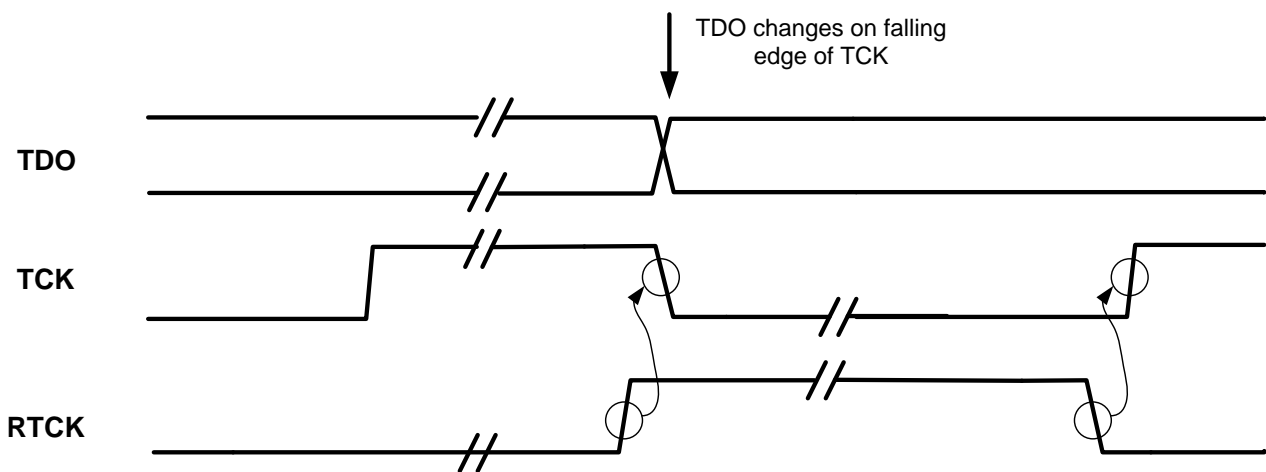 TDO changes on falling
edge of TCK
TDO
TCK
RTCK